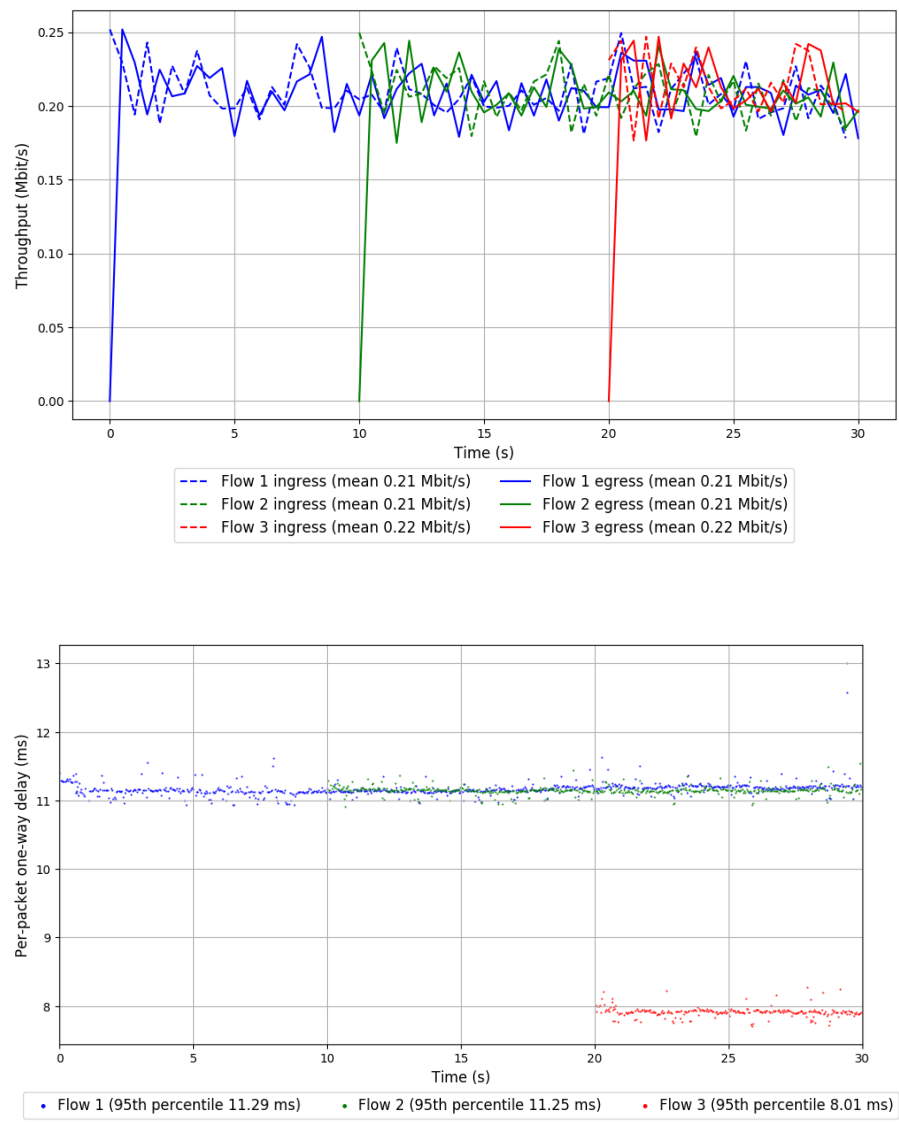 0.25
0.20
0.15
0.10
0.05
0.00
Throughput (Mbit/s)
0 5 10 15 20 25 30
Time (s)
Flow 1 ingress (mean 0.21 Mbit/s) Flow 1 egress (mean 0.21 Mbit/s)
Flow 2 ingress (mean 0.21 Mbit/s) Flow 2 egress (mean 0.21 Mbit/s)
Flow 3 ingress (mean 0.22 Mbit/s) Flow 3 egress (mean 0.22 Mbit/s)
13
12
11
10
9
8
Per-packet one-way delay (ms)
0 5 10 15 20 25 30
Time (s)
Flow 1 (95th percentile 11.29 ms) Flow 2 (95th percentile 11.25 ms) Flow 3 (95th percentile 8.01 ms)